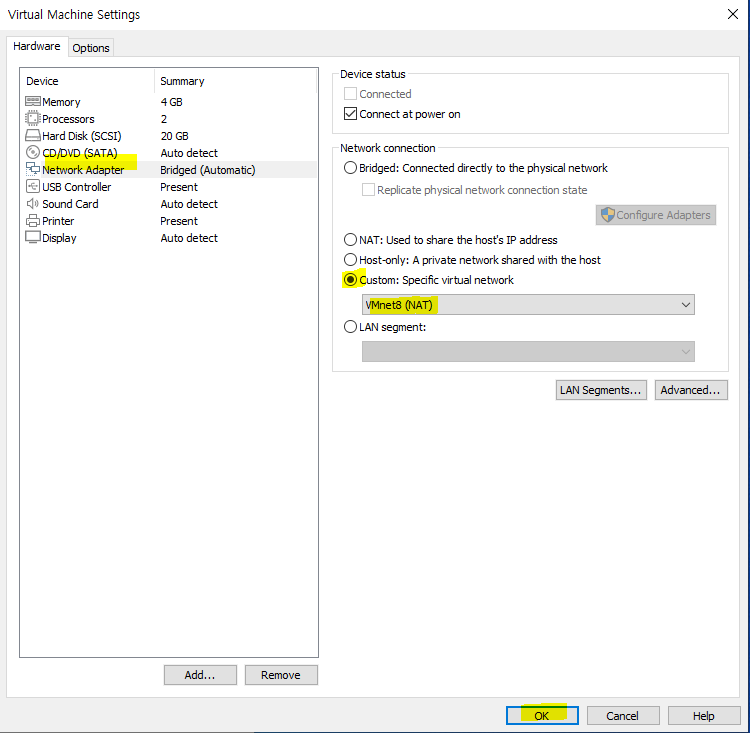 Virtual Machine Settings
Hardware
Options
Device Summary
Memory 4 GB
Processors 2
Hard Disk (SCSI) 20 GB
CD/DVD (SATA) Auto detect
Network Adapter Bridged (Automatic)
USB Controller Present
Sound Card Auto detect
Printer Present
Display Auto detect
Add...
Remove
Device status
Connected
Connect at power on
Network connection
Bridged: Connected directly to the physical network
Replicate physical network connection state
Configure Adapters
NAT: Used to share the host's IP address
Host-only: A private network shared with the host
Custom: Specific virtual network
VMnet8 (NAT)
LAN segment:
LAN Segments...
Advanced...
OK
Cancel
Help